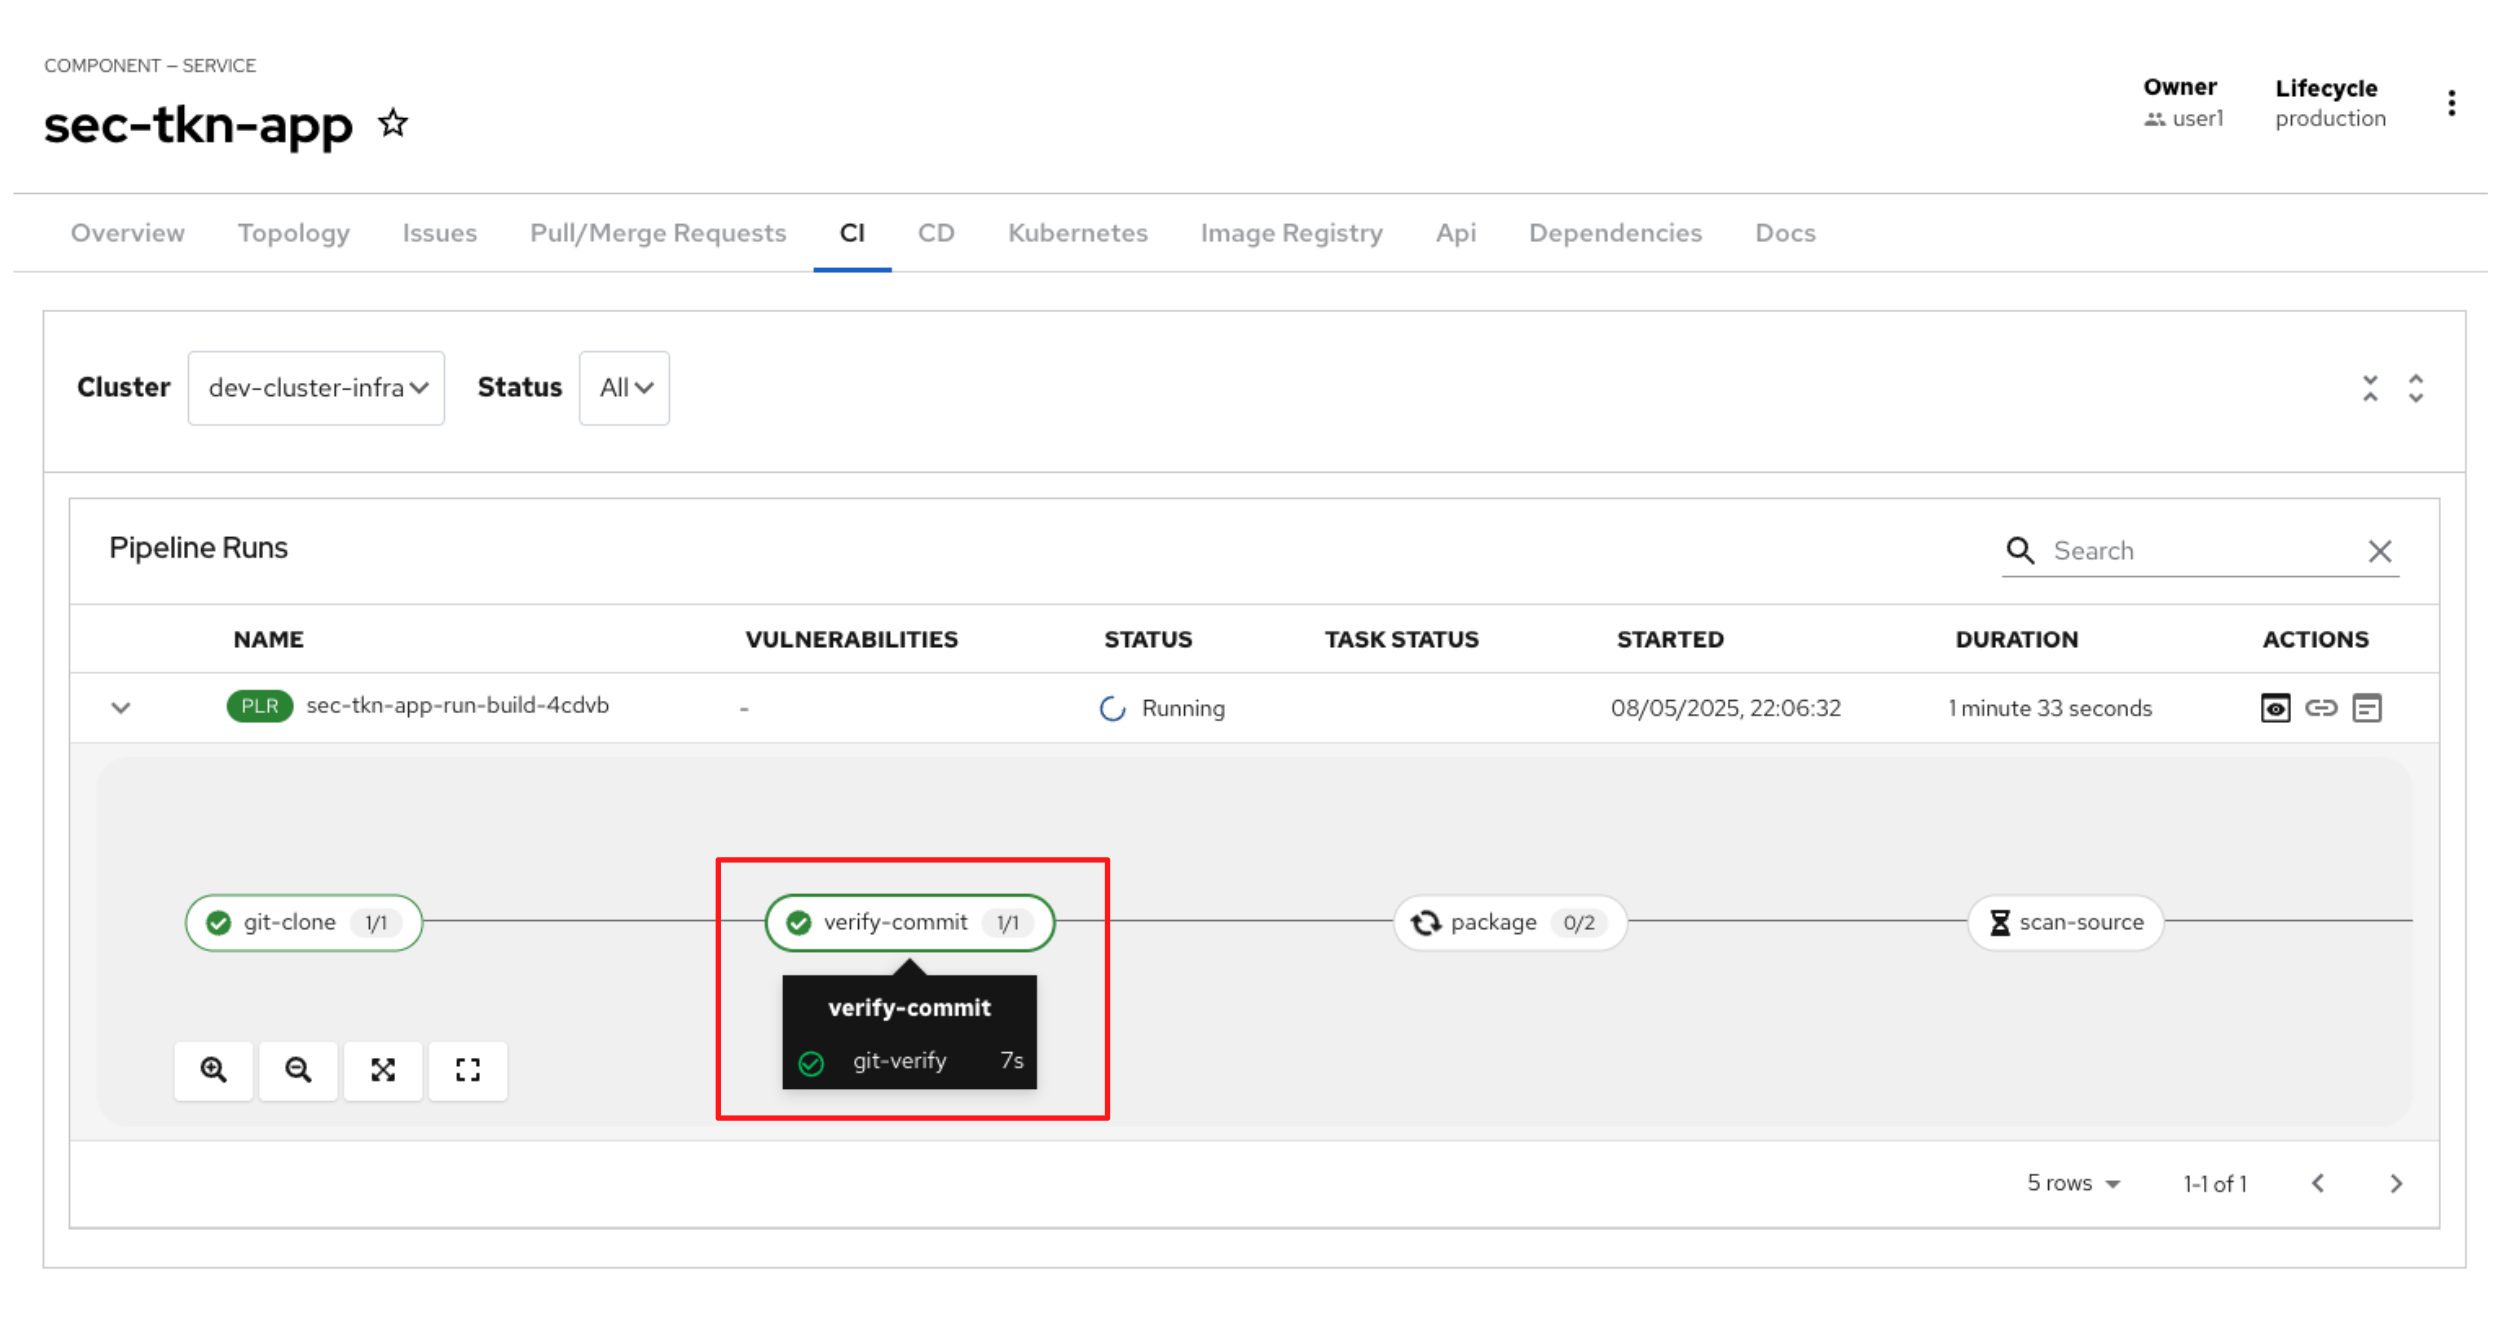 COMPONENT — SERVICE
sec-tkn-app
Owner
user1
Lifecycle
production
Overview Topology Issues Pull/Merge Requests CI CD Kubernetes Image Registry Api Dependencies Docs
Cluster dev-cluster-infra Status All
Pipeline Runs
Search
NAME VULNERABILITIES STATUS TASK STATUS STARTED DURATION ACTIONS
PLR sec-tkn-app-run-build-4cdvb - Running 08/05/2025, 22:06:32 1 minute 33 seconds
git-clone 1/1 verify-commit 1/1 package 0/2 scan-source
verify-commit
git-verify 7s
5 rows 1-1 of 1